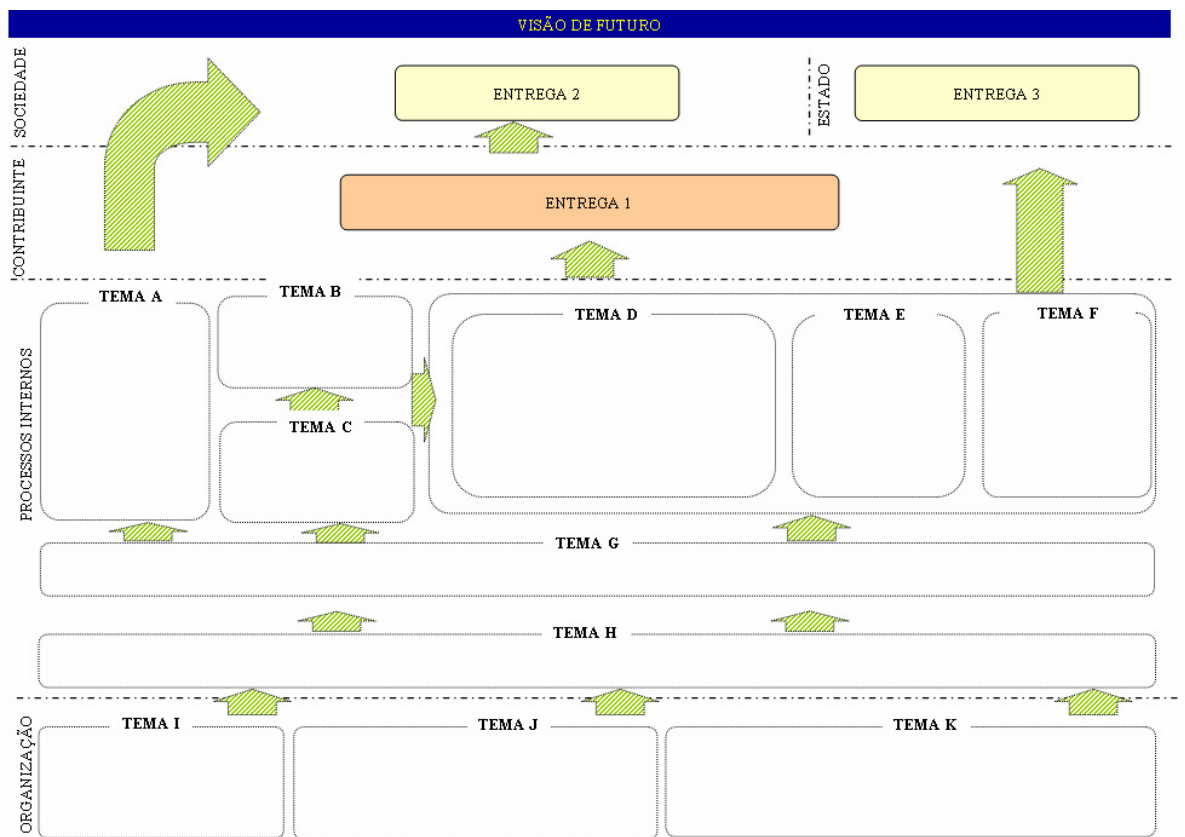 VISÃO DE FUTURO
SOCIEDADE
ENTREGA 2
ESTADO
ENTREGA 3
CONTRIBUINTE
ENTREGA 1
PROCESSOS INTERNOS
TEMA A
TEMA B
TEMA C
TEMA D
TEMA E
TEMA F
TEMA G
TEMA H
ORGANIZAÇÃO
TEMA I
TEMA J
TEMA K